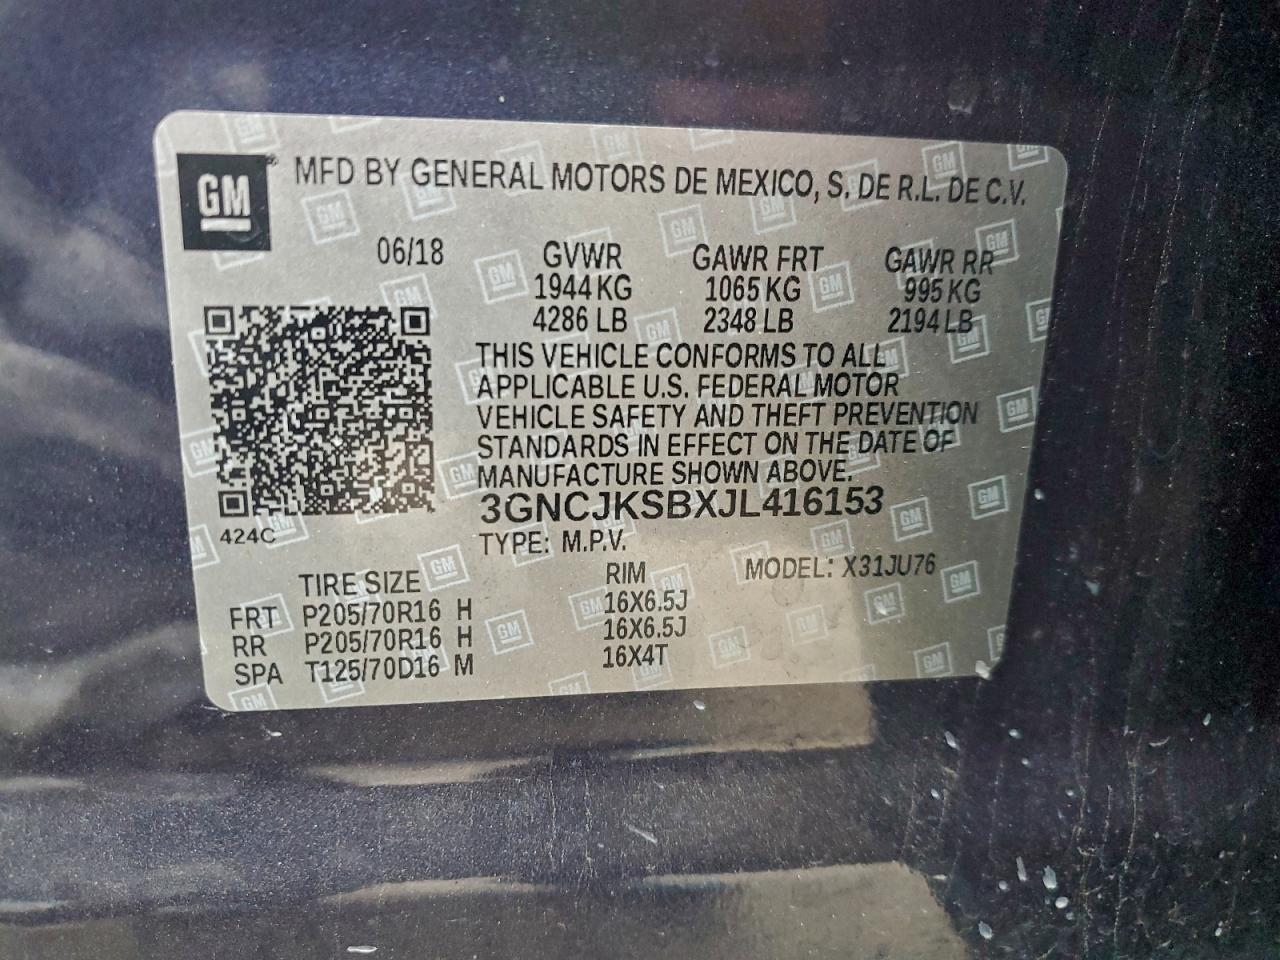 GM MFD BY GENERAL MOTORS DE MEXICO, S. DE R.L. DE C.V.
06/18 GVWR GAWR FRT GAWR RR
1944 KG 1065 KG 995 KG
4286 LB 2348 LB 2194 LB
THIS VEHICLE CONFORMS TO ALL
APPLICABLE U.S. FEDERAL MOTOR
VEHICLE SAFETY AND THEFT PREVENTION
STANDARDS IN EFFECT ON THE DATE OF
MANUFACTURE SHOWN ABOVE.
3GNCJKSBXJL416153
424C
TYPE: M.P.V. MODEL: X31JU76
TIRE SIZE RIM
FRT P205/70R16 H 16X6.5J
RR P205/70R16 H 16X6.5J
SPA T125/70D16 M 16X4T